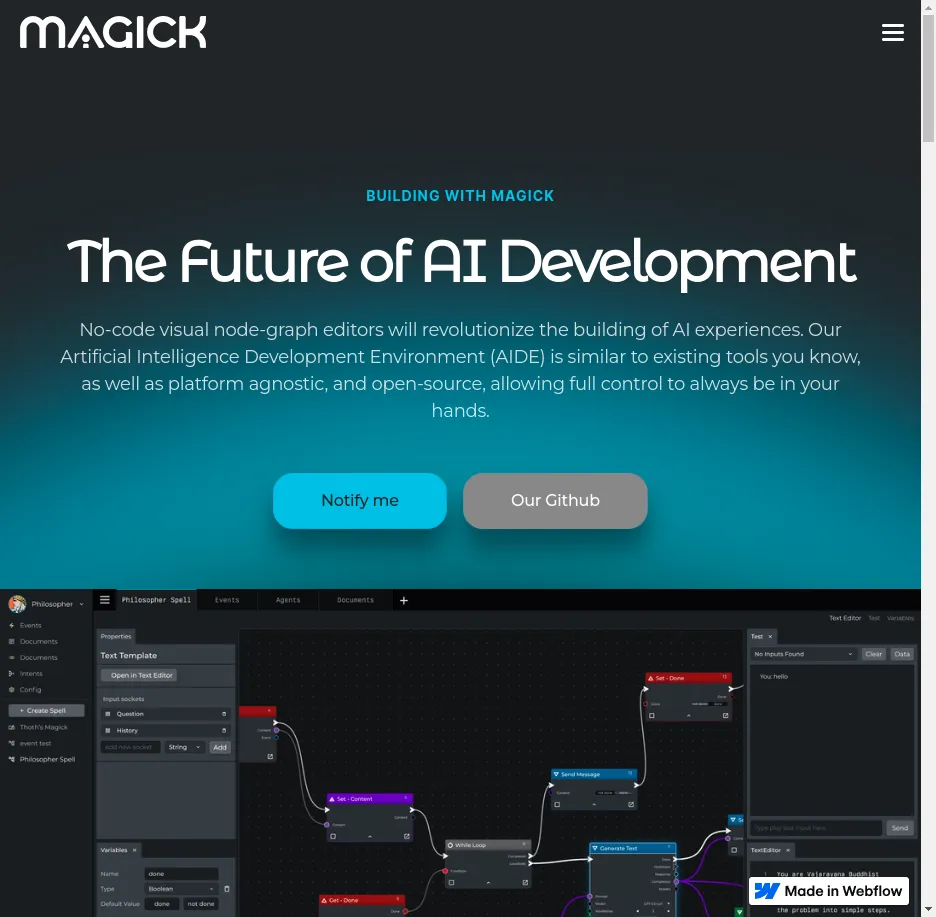 MAGICK
BUILDING WITH MAGICK
The Future of AI Development
No-code visual node-graph editors will revolutionize the building of AI experiences. Our
Artificial Intelligence Development Environment (AIDE) is similar to existing tools you know,
as well as platform agnostic, and open-source, allowing full control to always be in your
hands.
Notify me
Our Github
Philosopher
Philosopher Spell
Events
Agents
Documents
+
Events
Documents
Documents
Intents
Config
+ Create Spell
Thoth's Magick
event test
Philosopher Spell
Text Editor Test Variables
Properties
Text Template
Open in Text Editor
Input sockets
Question
History
Add new socket
String
Add
Variables ×
Name
done
Type
Boolean
Default Value
done
not done
Set - Content
Content
While Loop
Get - Done
Send Message
Content
Generate Text
Set - Done
Test ×
No Inputs Found
Clear
Data
You: hello
Type play test input here
Send
TextEditor ×
You are Vajaravana Buddhist
the problem into simple steps.
Made in Webflow